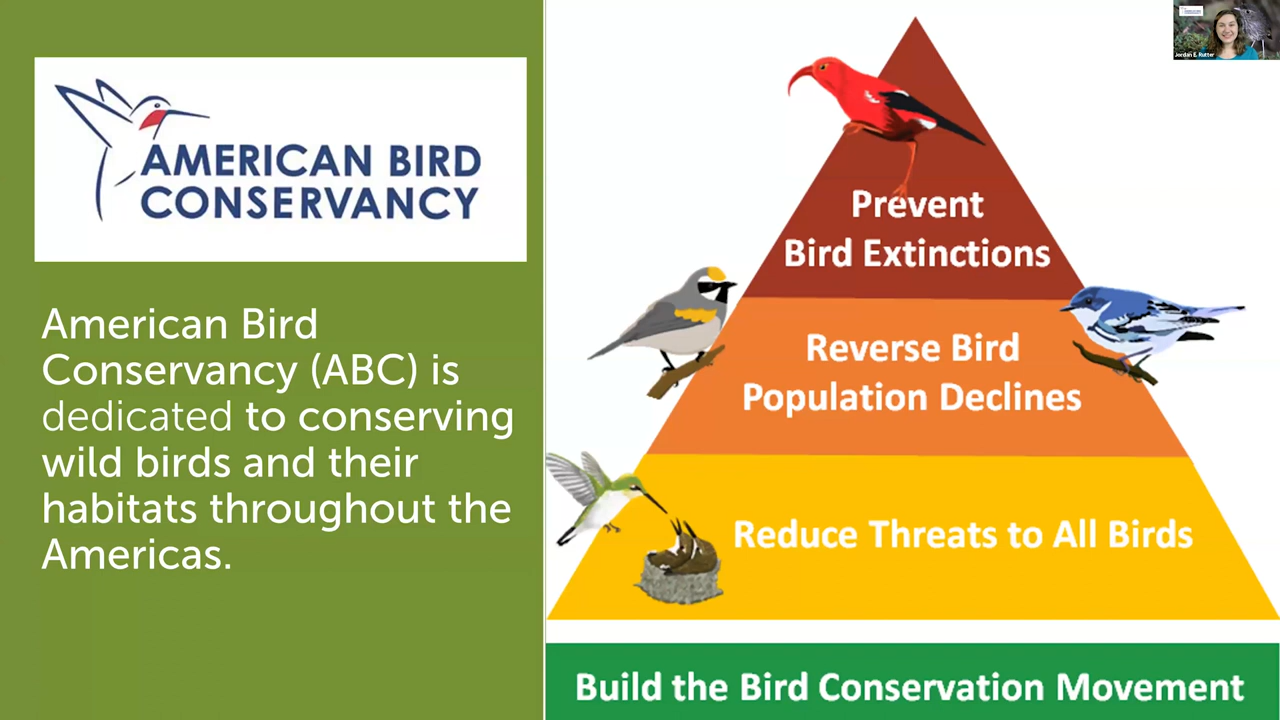 AMERICAN BIRD
CONSERVANCY
American Bird
Conservancy (ABC) is
dedicated to conserving
wild birds and their
habitats throughout the
Americas.
Prevent
Bird Extinctions
Reverse Bird
Population Declines
Reduce Threats to All Birds
Build the Bird Conservation Movement
Jordan E. Rutter